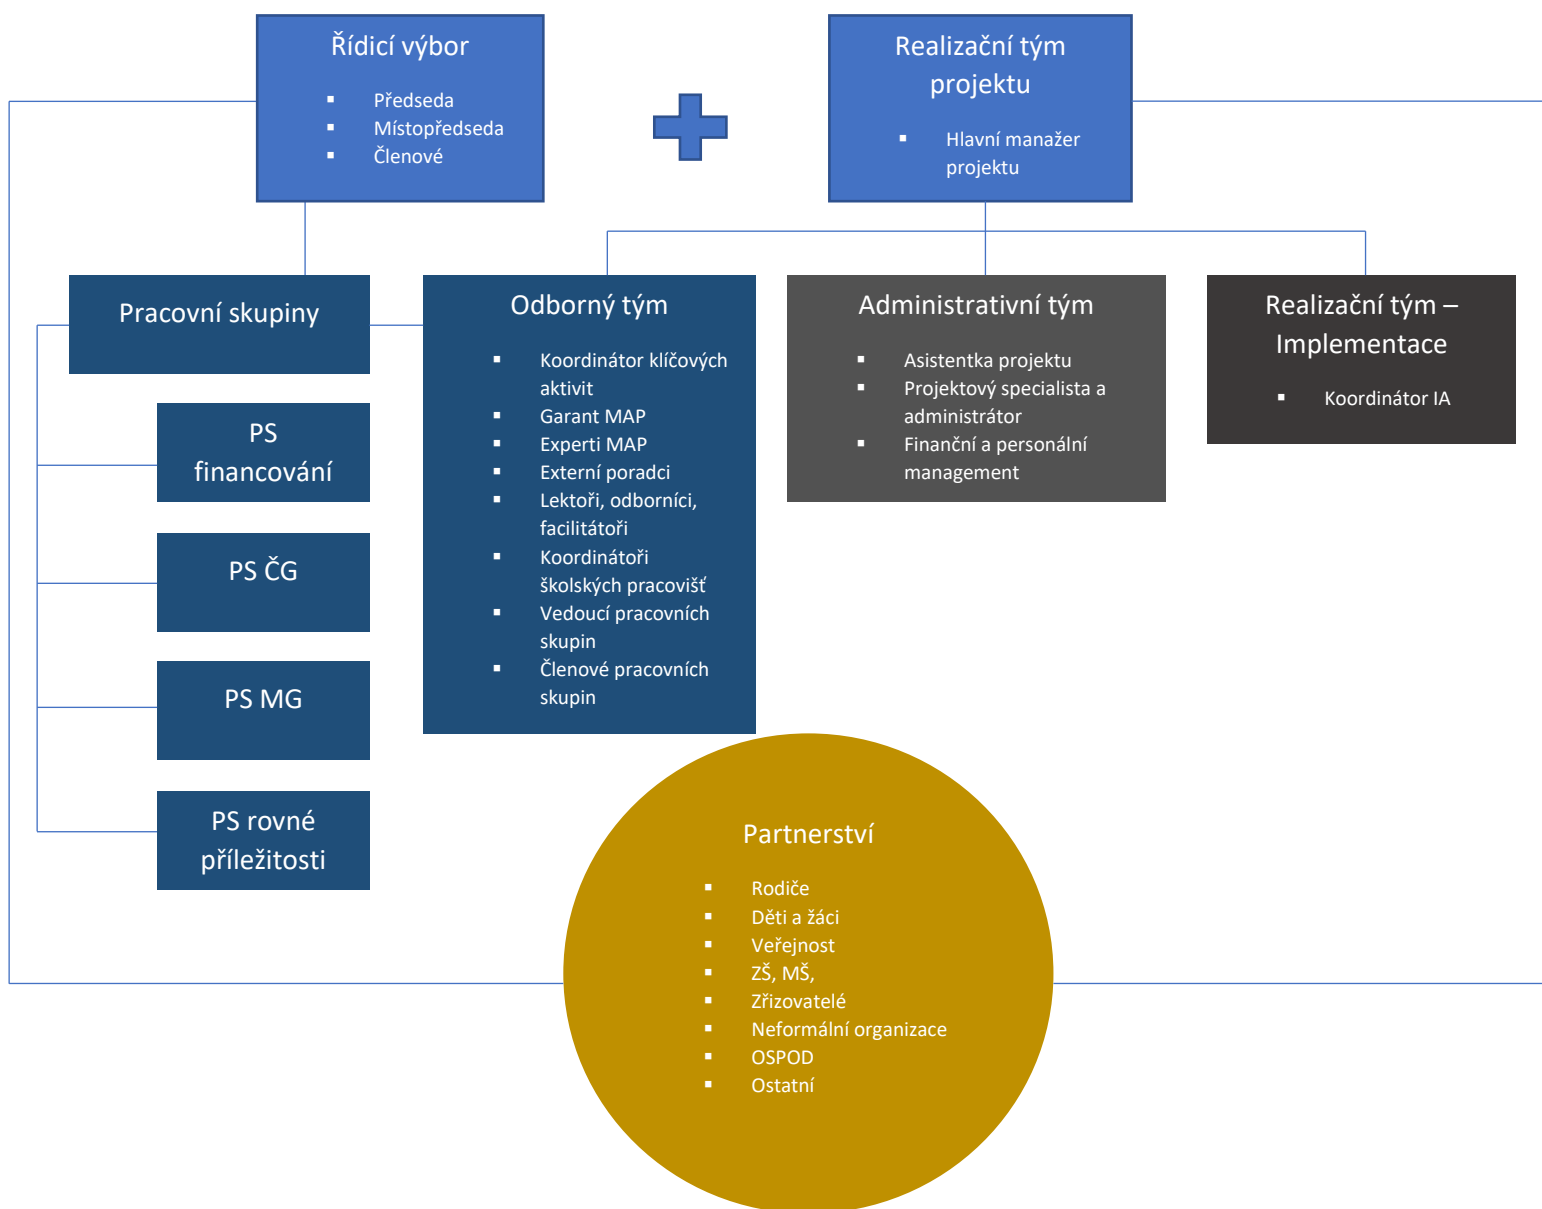 Řídicí výbor
Předseda
Místopředseda
Členové
Realizační tým
projektu
Hlavní manažer
projektu
Pracovní skupiny
PS
financování
PS ČG
PS MG
PS rovné
příležitosti
Odborný tým
Koordinátor klíčových
aktivit
Garant MAP
Experti MAP
Externí poradci
Lektoři, odborníci,
facilitátoři
Koordinátoři
školských pracovišť
Vedoucí pracovních
skupin
Členové pracovních
skupin
Administrativní tým
Asistentka projektu
Projektový specialista a
administrátor
Finanční a personální
management
Realizační tým –
Implementace
Koordinátor IA
Partnerství
Rodiče
Děti a žáci
Veřejnost
ZŠ, MŠ,
Zřizovatelé
Neformální organizace
OSPOD
Ostatní